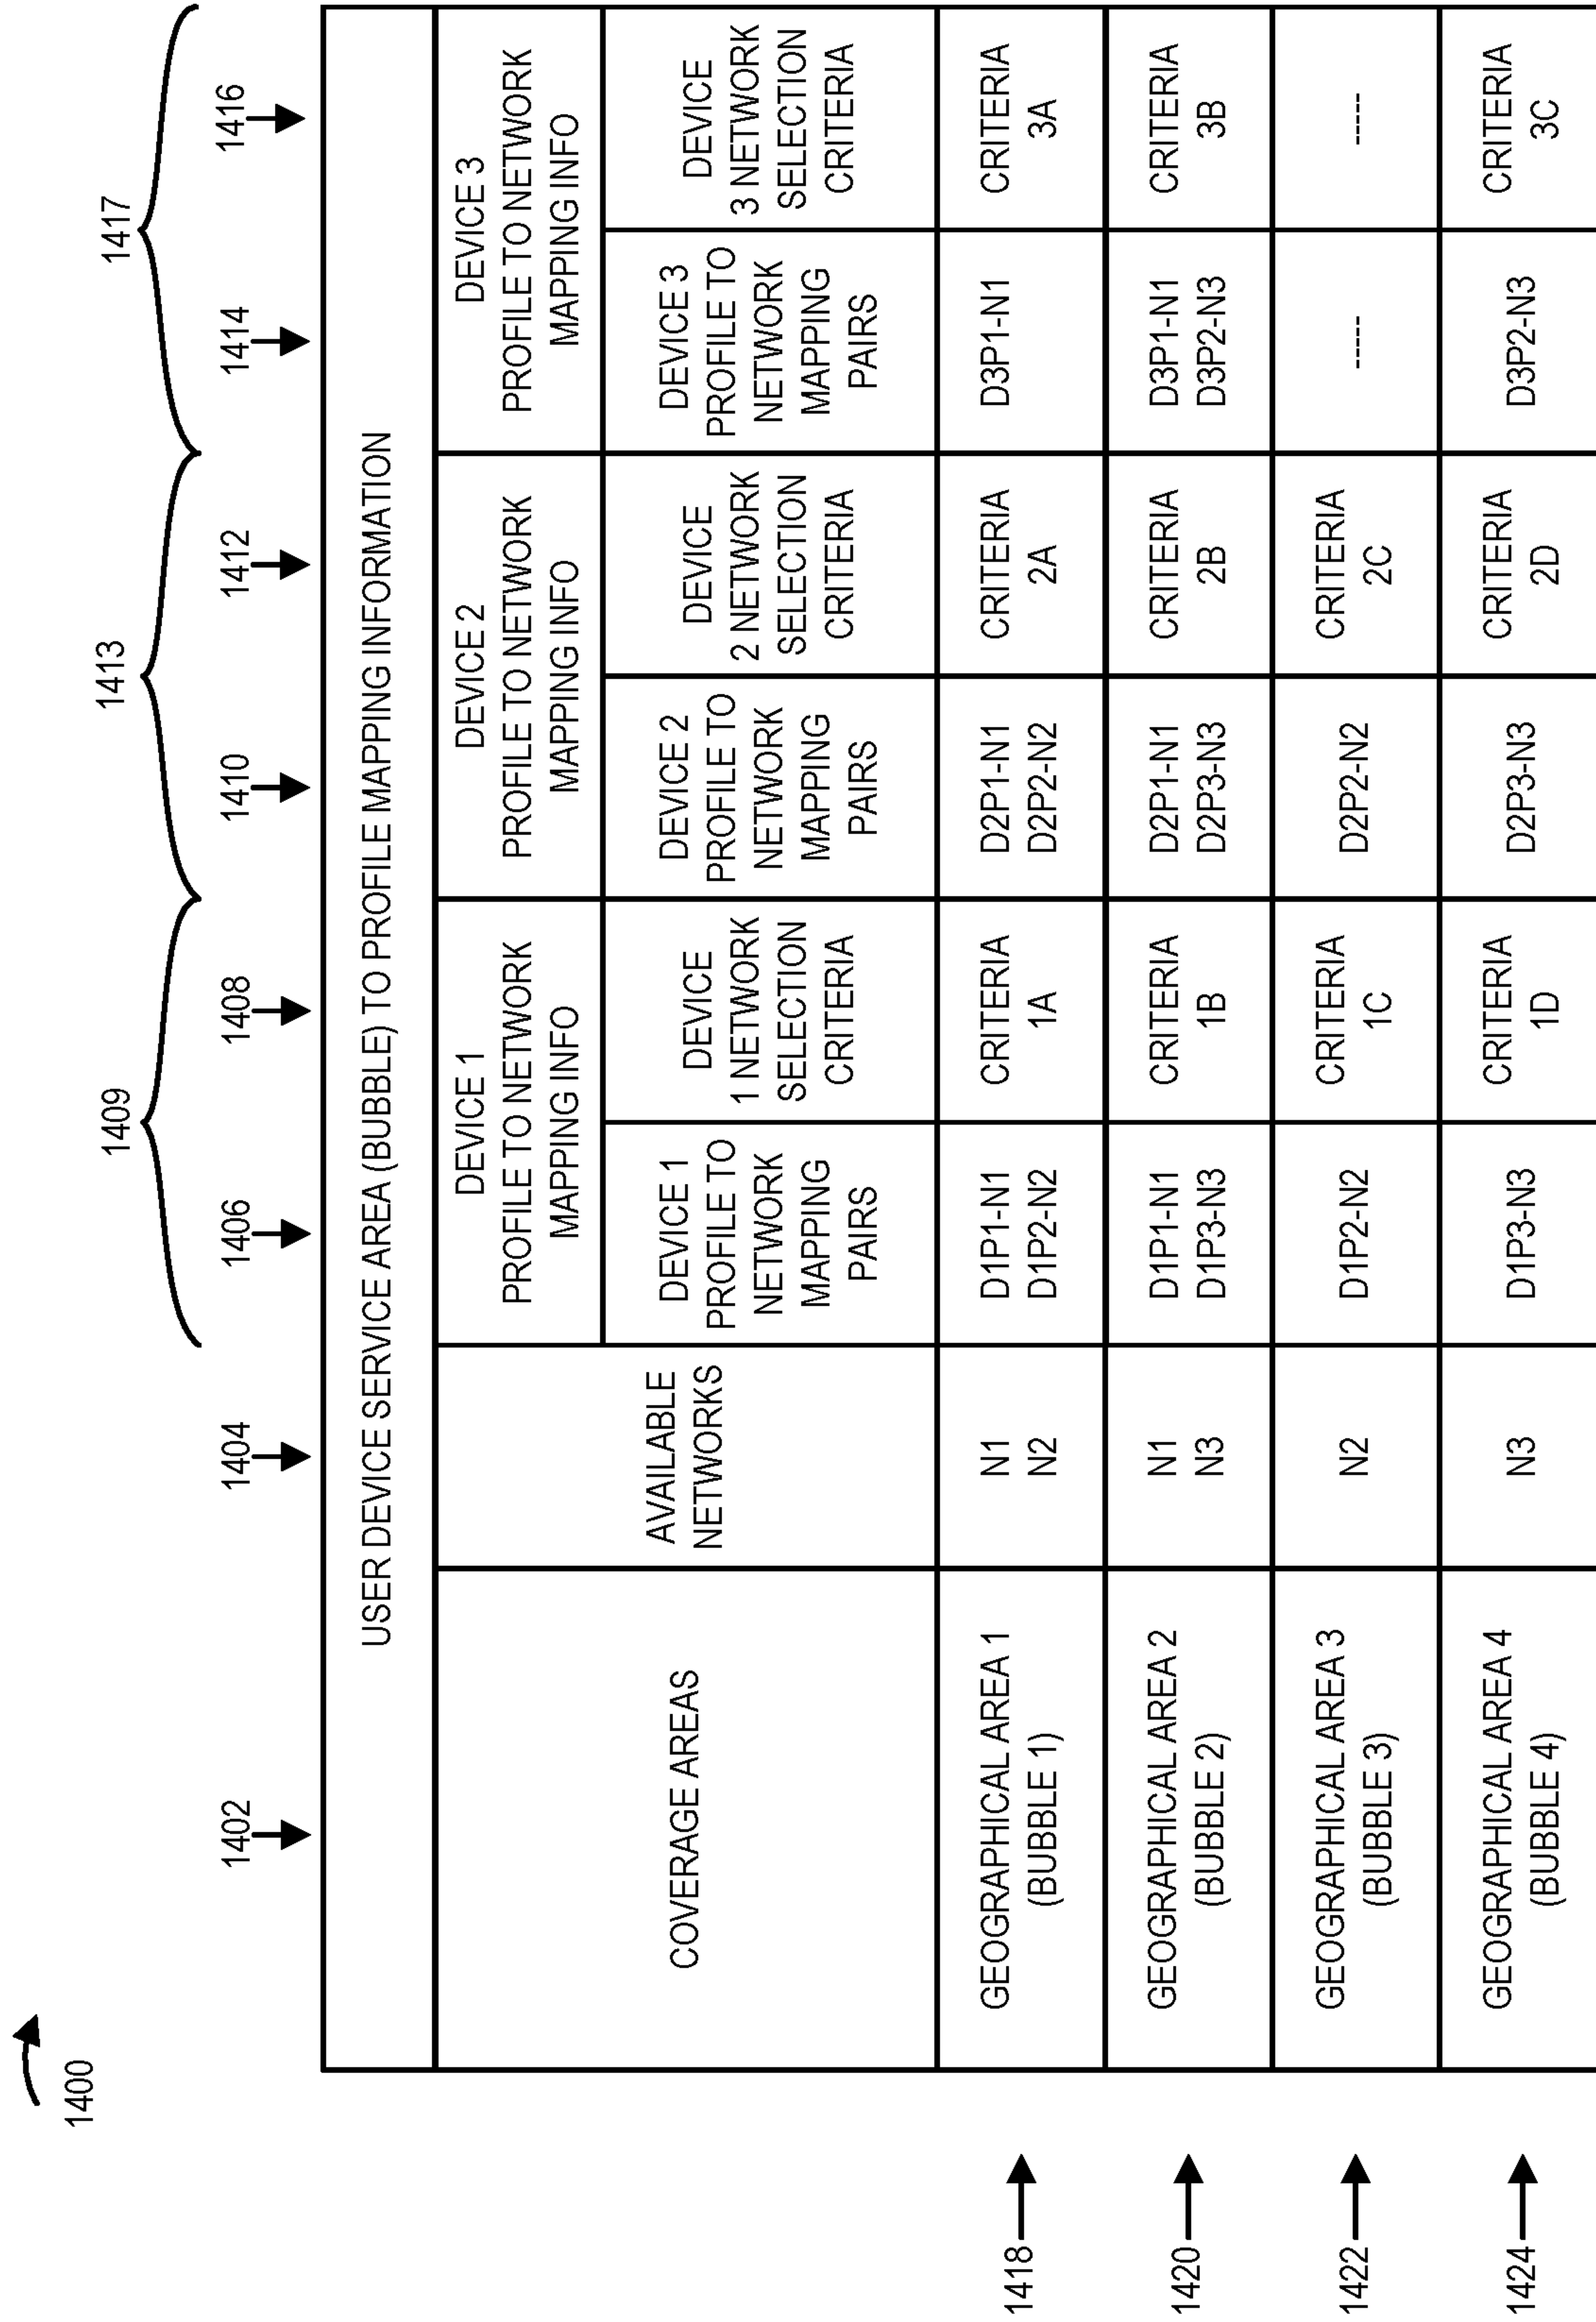 1400
1409
1413
1417
1402
1404
1406
1408
1410
1412
1414
1416
USER DEVICE SERVICE AREA (BUBBLE) TO PROFILE MAPPING INFORMATION
COVERAGE AREAS
AVAILABLE
NETWORKS
DEVICE 1
PROFILE TO NETWORK
MAPPING INFO
DEVICE 2
PROFILE TO NETWORK
MAPPING INFO
DEVICE 3
PROFILE TO NETWORK
MAPPING INFO
DEVICE 1
PROFILE TO
NETWORK
MAPPING
PAIRS
DEVICE
1 NETWORK
SELECTION
CRITERIA
DEVICE 2
PROFILE TO
NETWORK
MAPPING
PAIRS
DEVICE
2 NETWORK
SELECTION
CRITERIA
DEVICE 3
PROFILE TO
NETWORK
MAPPING
PAIRS
DEVICE
3 NETWORK
SELECTION
CRITERIA
1418
GEOGRAPHICAL AREA 1
(BUBBLE 1)
N1
N2
D1P1-N1
D1P2-N2
CRITERIA
1A
D2P1-N1
D2P2-N2
CRITERIA
2A
D3P1-N1
CRITERIA
3A
1420
GEOGRAPHICAL AREA 2
(BUBBLE 2)
N1
N3
D1P1-N1
D1P3-N3
CRITERIA
1B
D2P1-N1
D2P3-N3
CRITERIA
2B
D3P1-N1
D3P2-N3
CRITERIA
3B
1422
GEOGRAPHICAL AREA 3
(BUBBLE 3)
N2
D1P2-N2
CRITERIA
1C
D2P2-N2
CRITERIA
2C
-----
-----
1424
GEOGRAPHICAL AREA 4
(BUBBLE 4)
N3
D1P3-N3
CRITERIA
1D
D2P3-N3
CRITERIA
2D
D3P2-N3
CRITERIA
3C